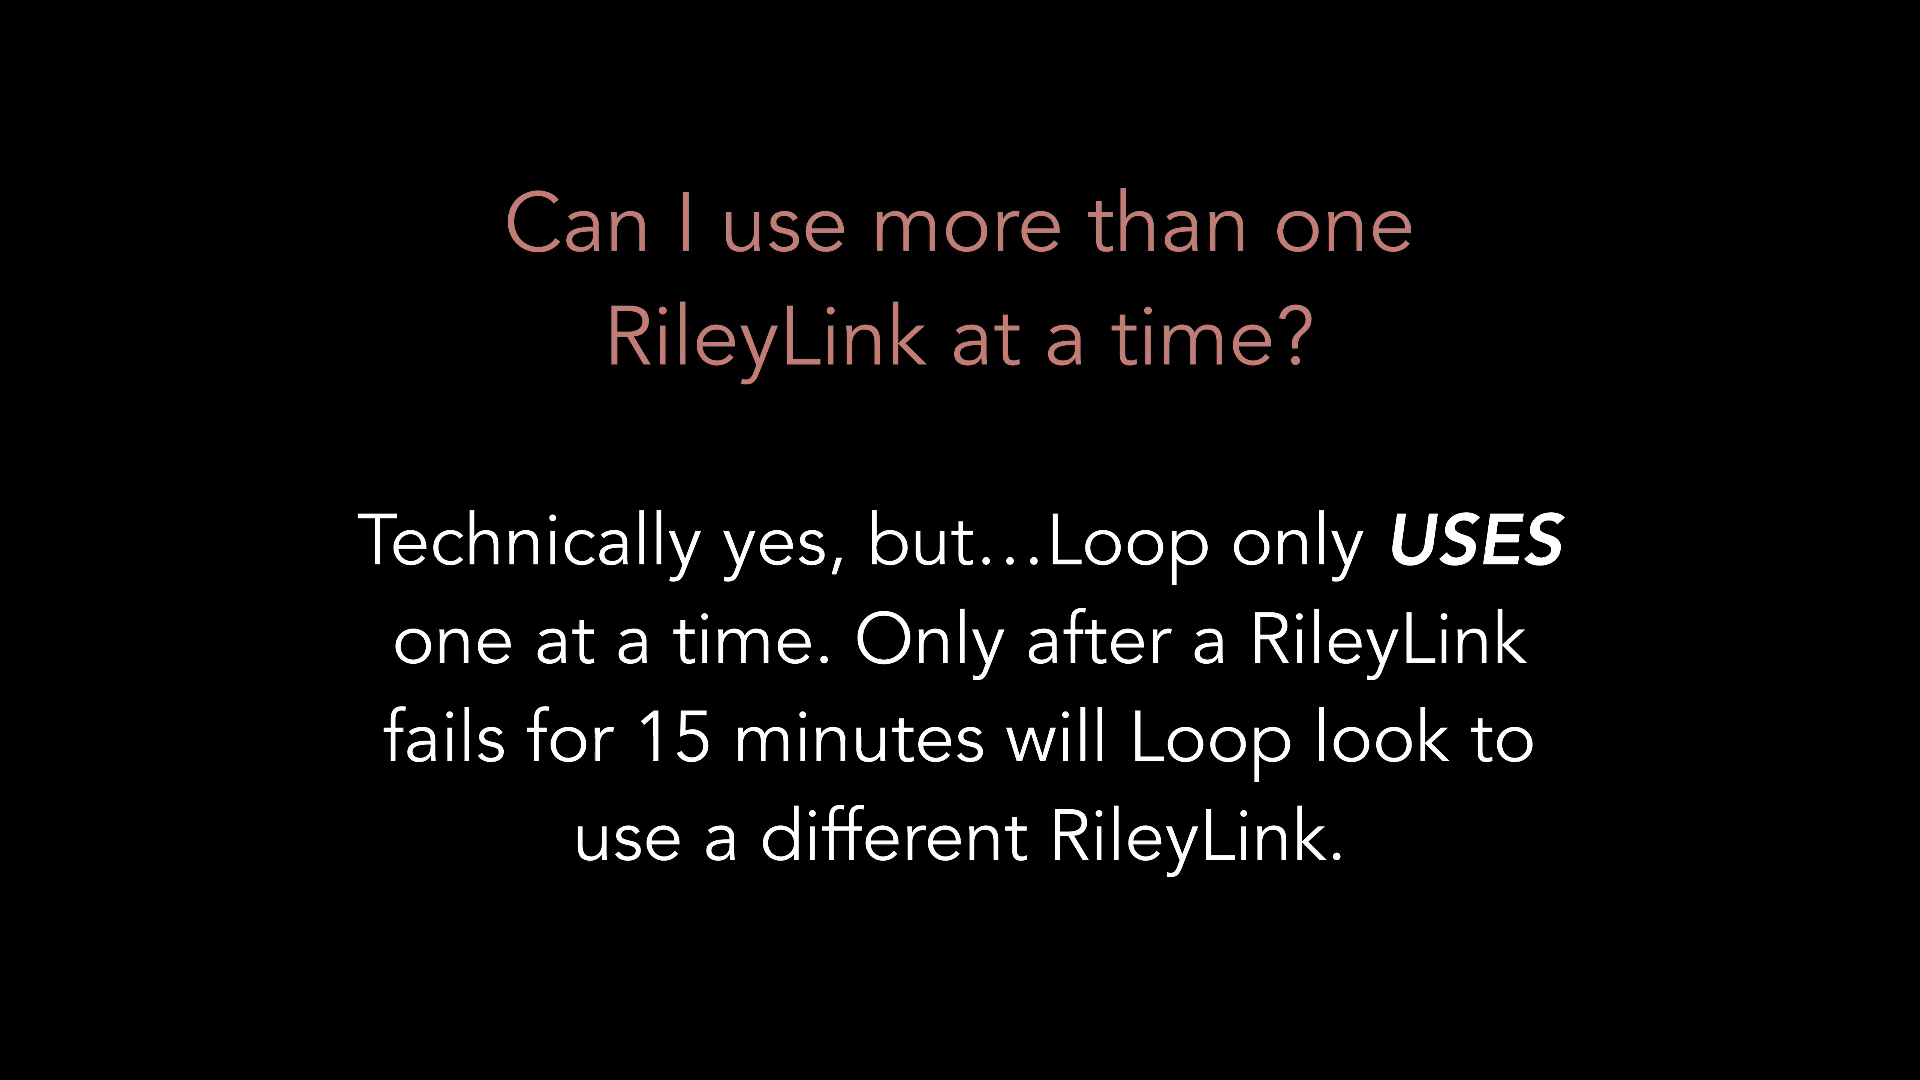 Can I use more than one
RileyLink at a time?
Technically yes, but…Loop only USES
one at a time. Only after a RileyLink
fails for 15 minutes will Loop look to
use a different RileyLink.